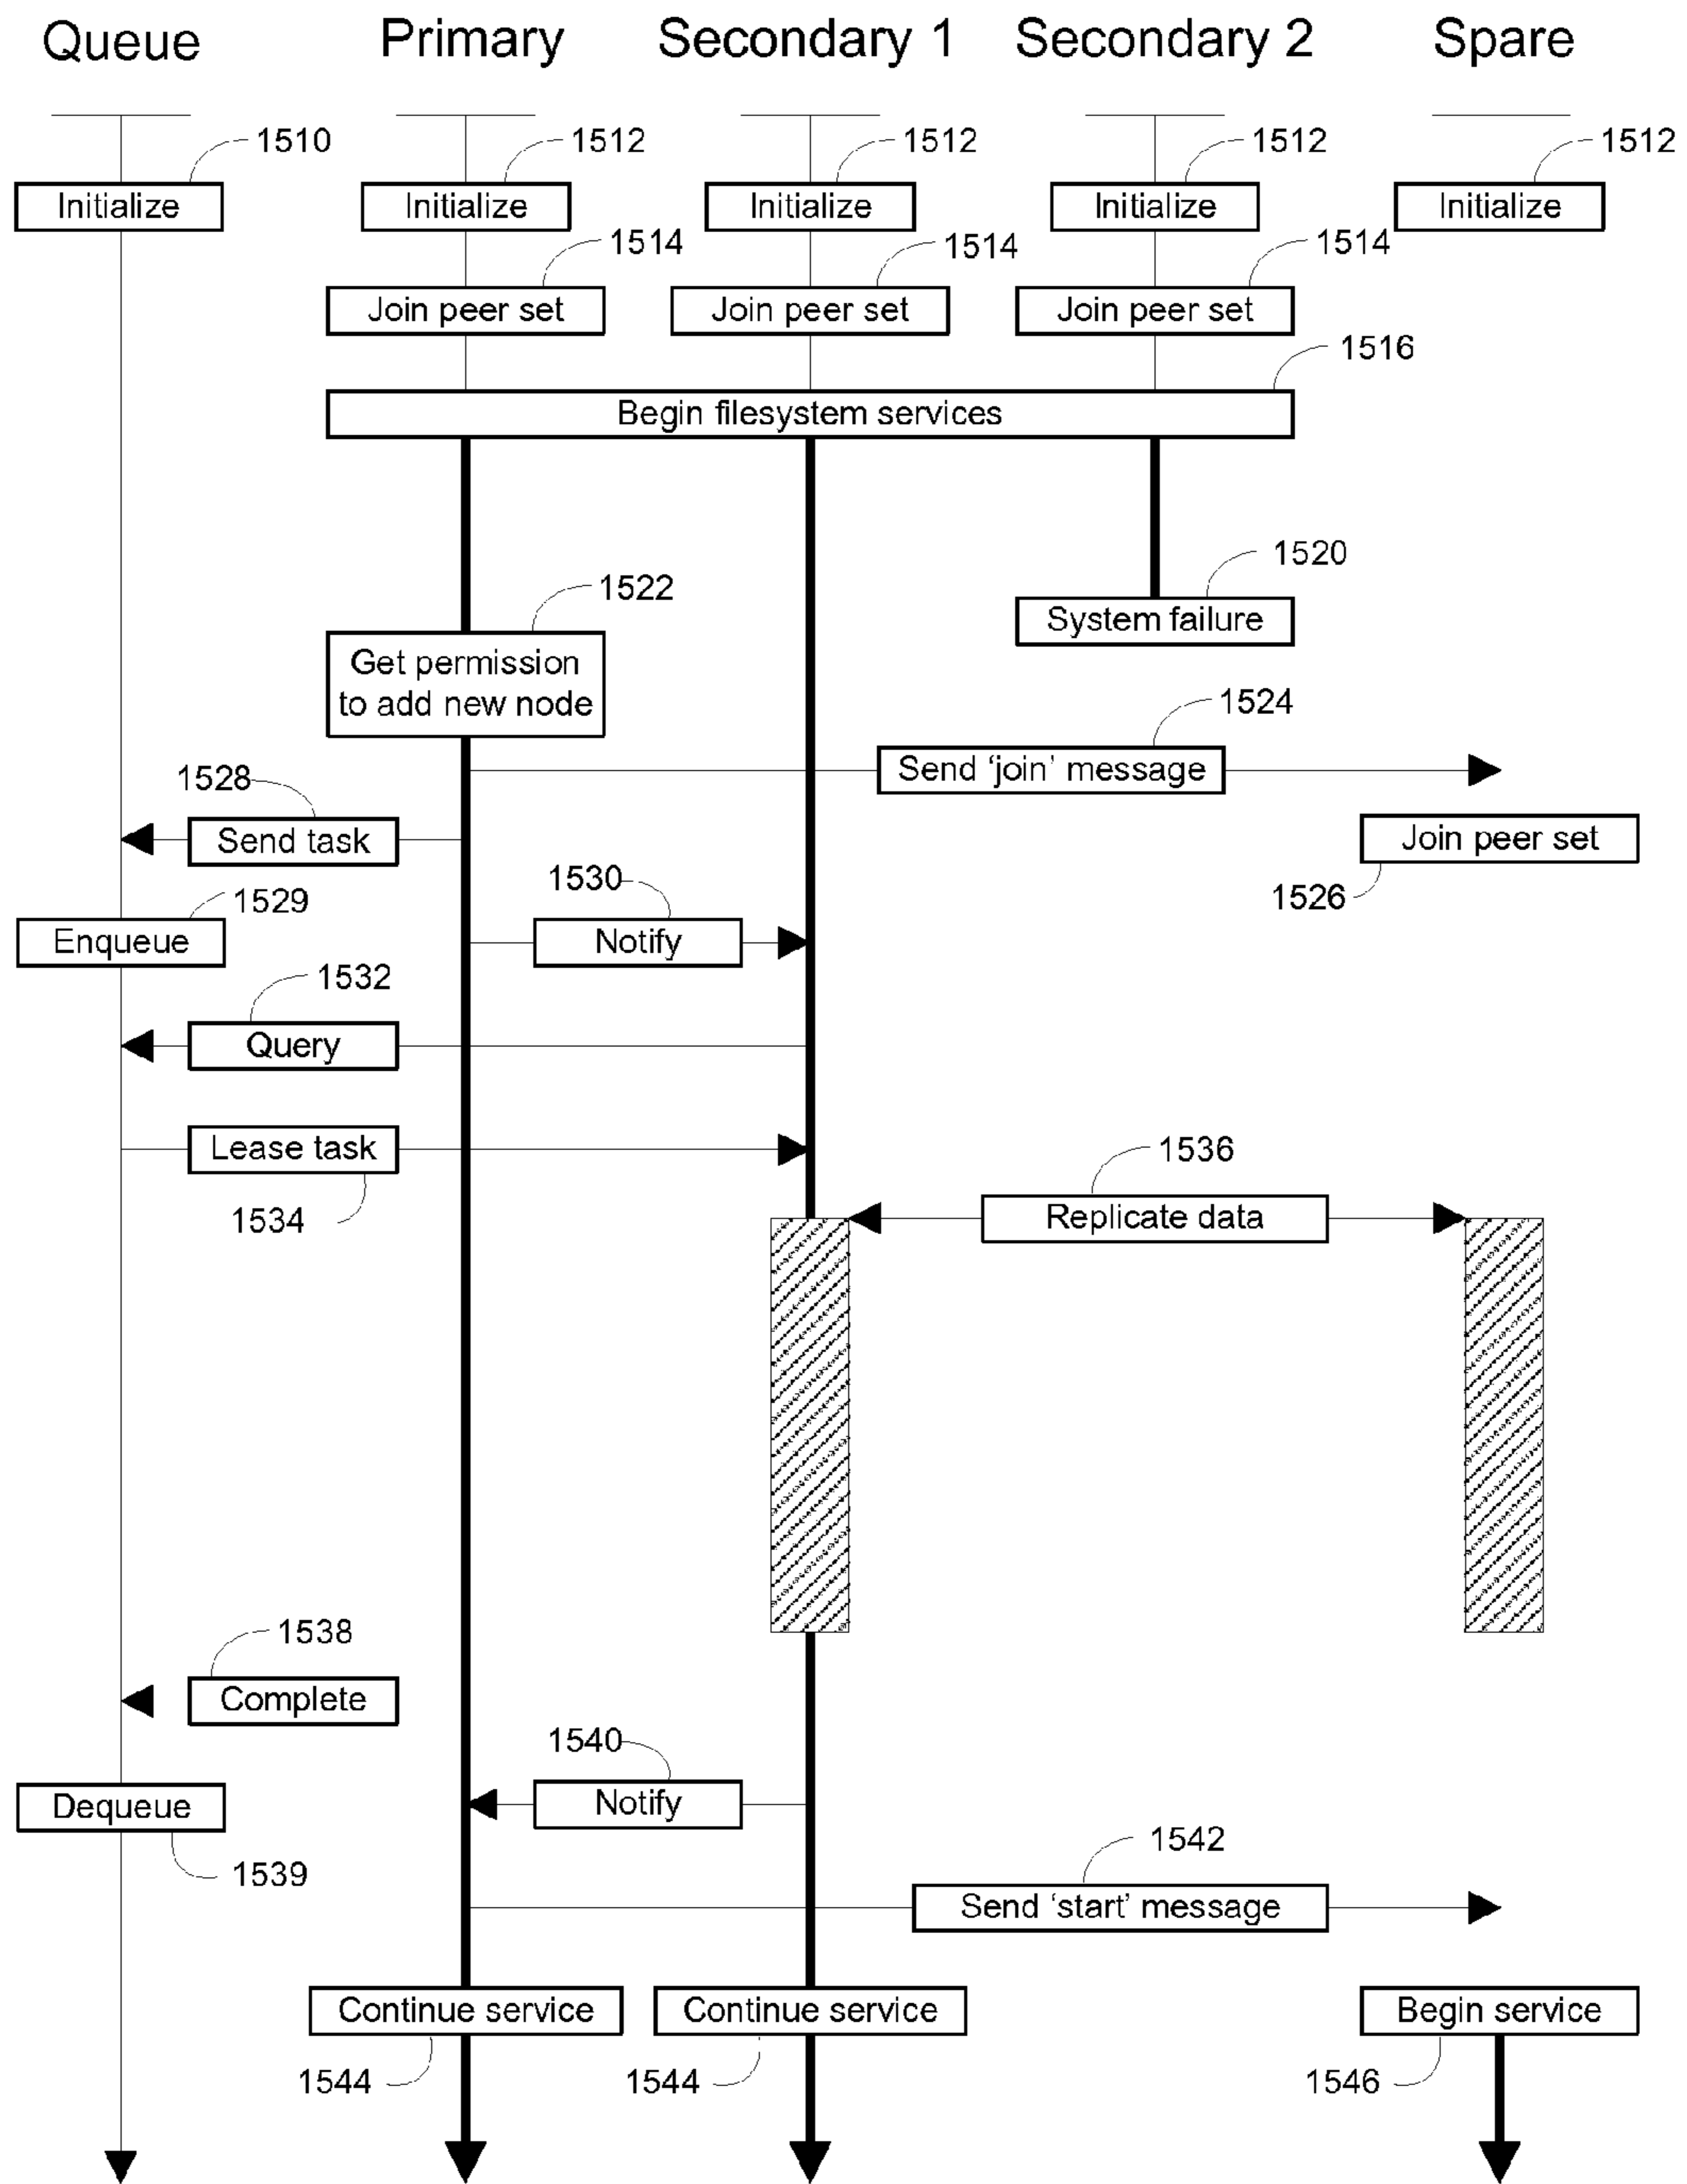 Queue Primary Secondary 1 Secondary 2 Spare
1510 1512 1512 1512 1512
Initialize Initialize Initialize Initialize Initialize
1514 1514 1514
Join peer set Join peer set Join peer set
1516
Begin filesystem services
1520
System failure
1522
Get permission
to add new node
1524
Send ‘join’ message
1528
Send task
Join peer set
1526
1529
Enqueue
1530
Notify
1532
Query
Lease task
1534
1536
Replicate data
1538
Complete
1540
Notify
Dequeue
1539
1542
Send ‘start’ message
Continue service Continue service Begin service
1544 1544 1546